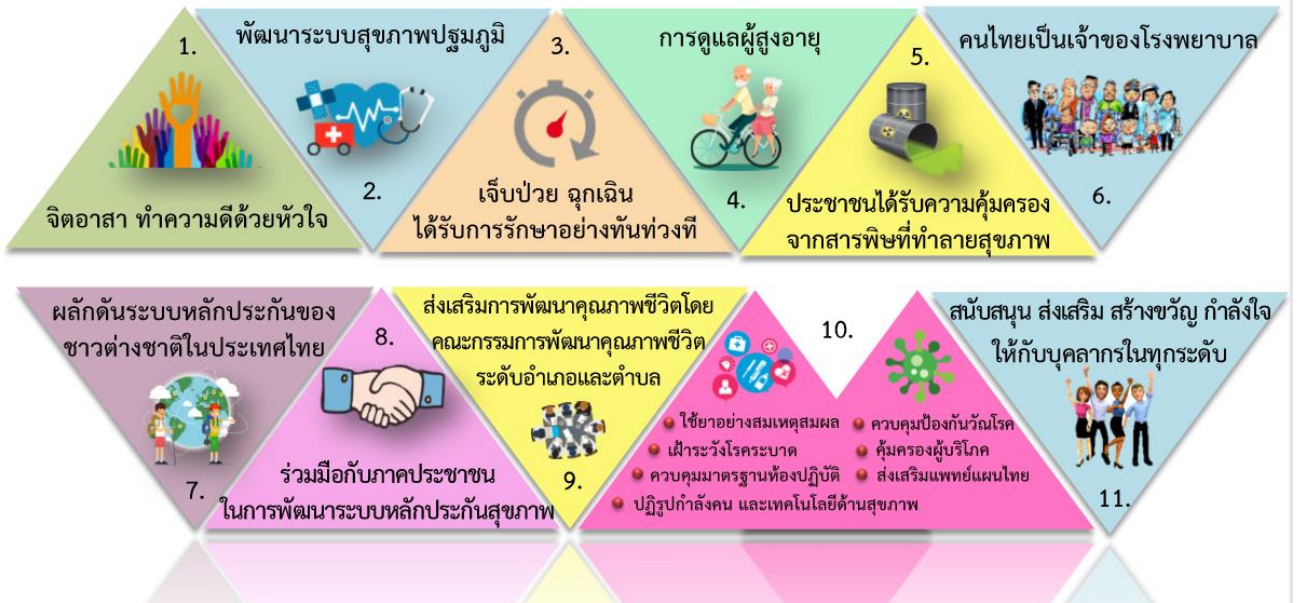 1.
จิตอาสา ทำความดีด้วยหัวใจ
พัฒนาระบบสุขภาพปฐมภูมิ
2.
3.
เจ็บป่วย ฉุกเฉิน
ได้รับการรักษาอย่างทันท่วงที
การดูแลผู้สูงอายุ
4.
5.
ประชาชนได้รับความคุ้มครอง
จากสารพิษที่ทำลายสุขภาพ
คนไทยเป็นเจ้าของโรงพยาบาล
6.
ผลักดันระบบหลักประกันของ
ชาวต่างชาติในประเทศไทย
7.
8.
ร่วมมือกับภาคประชาชน
ในการพัฒนาระบบหลักประกันสุขภาพ
ส่งเสริมการพัฒนาคุณภาพชีวิตโดย
คณะกรรมการพัฒนาคุณภาพชีวิต
ระดับอำเภอและตำบล
9.
10.
ใช้ยาอย่างสมเหตุสมผล
เฝ้าระวังโรคระบาด
ควบคุมมาตรฐานห้องปฏิบัติ
ปฏิรูปกำลังคน และเทคโนโลยีด้านสุขภาพ
ควบคุมป้องกันวัณโรค
คุ้มครองผู้บริโภค
ส่งเสริมแพทย์แผนไทย
สนับสนุน ส่งเสริม สร้างขวัญ กำลังใจ
ให้กับบุคลากรในทุกระดับ
11.